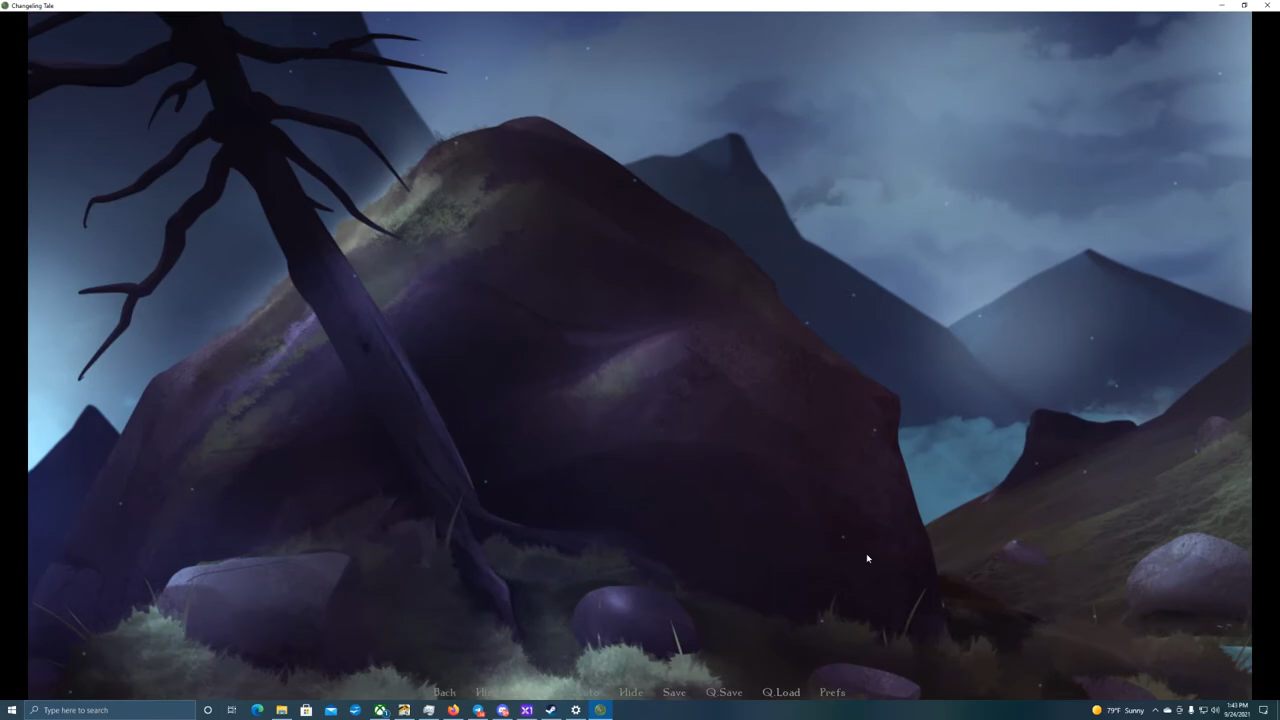 Changeling Tale
Back Hide Save Q.Save Q.Load Prefs
Type here to search
79°F Sunny
1:43 PM
9/24/2021